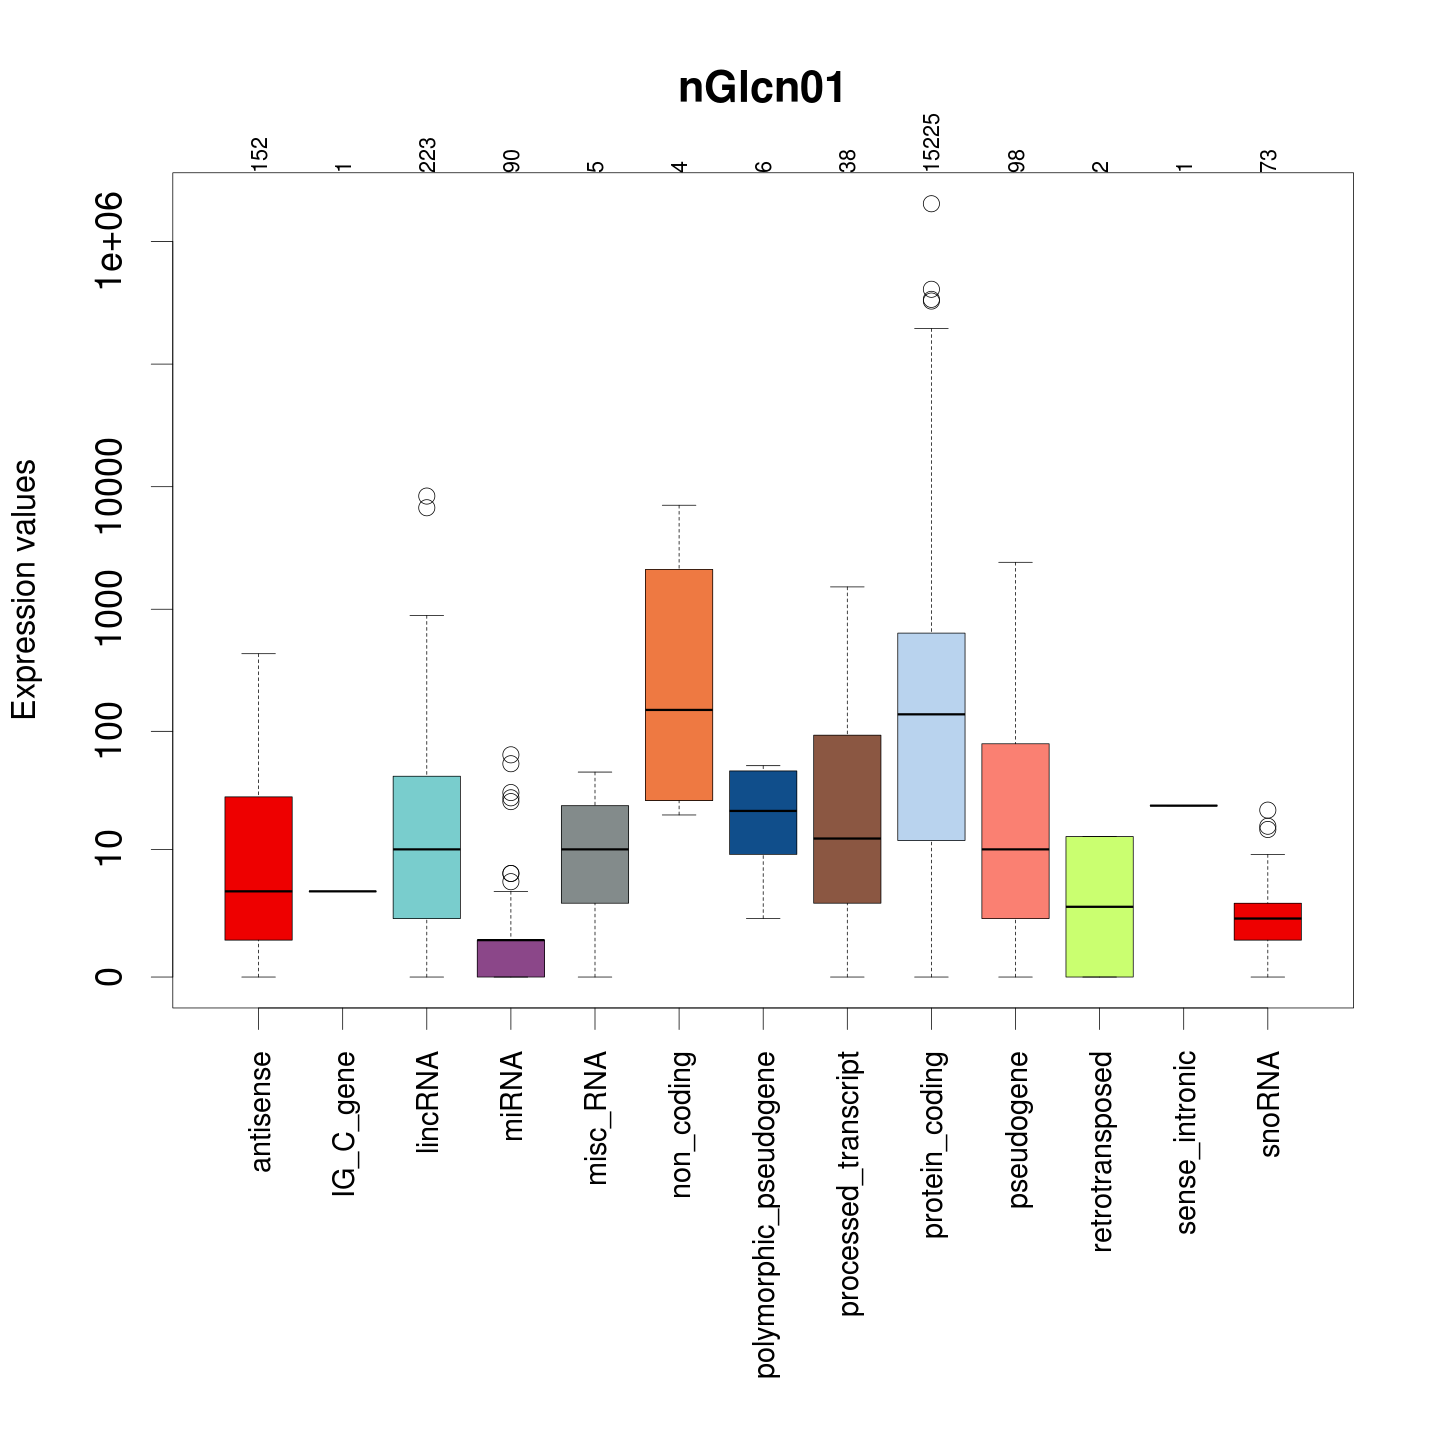 nGlcn01
152
1
223
90
5
4
6
38
15225
98
2
1
73
Expression values
1e+06
10000
1000
100
10
0
antisense
IG_C_gene
lincRNA
miRNA
misc_RNA
non_coding
polymorphic_pseudogene
processed_transcript
protein_coding
pseudogene
retrotransposed
sense_intronic
snoRNA